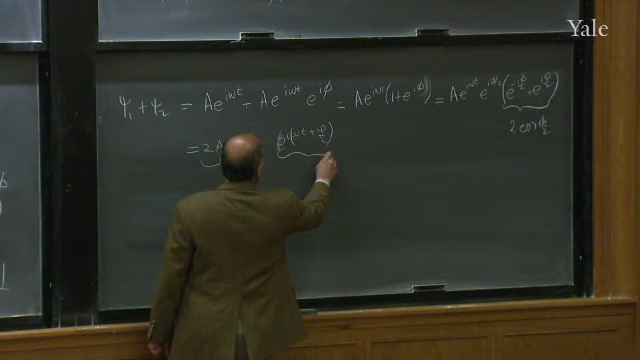 Yale
ψ₁ + ψ₂ = Ae^{iωt} + Ae^{iωt} e^{iϕ} = Ae^{iωt}(1+e^{iϕ}) = Ae^{iωt} e^{iϕ/2}(e^{-iϕ/2} + e^{iϕ/2})
2 cos ϕ/2
= 2A e^{i(ωt + ϕ/2)}
ϕ